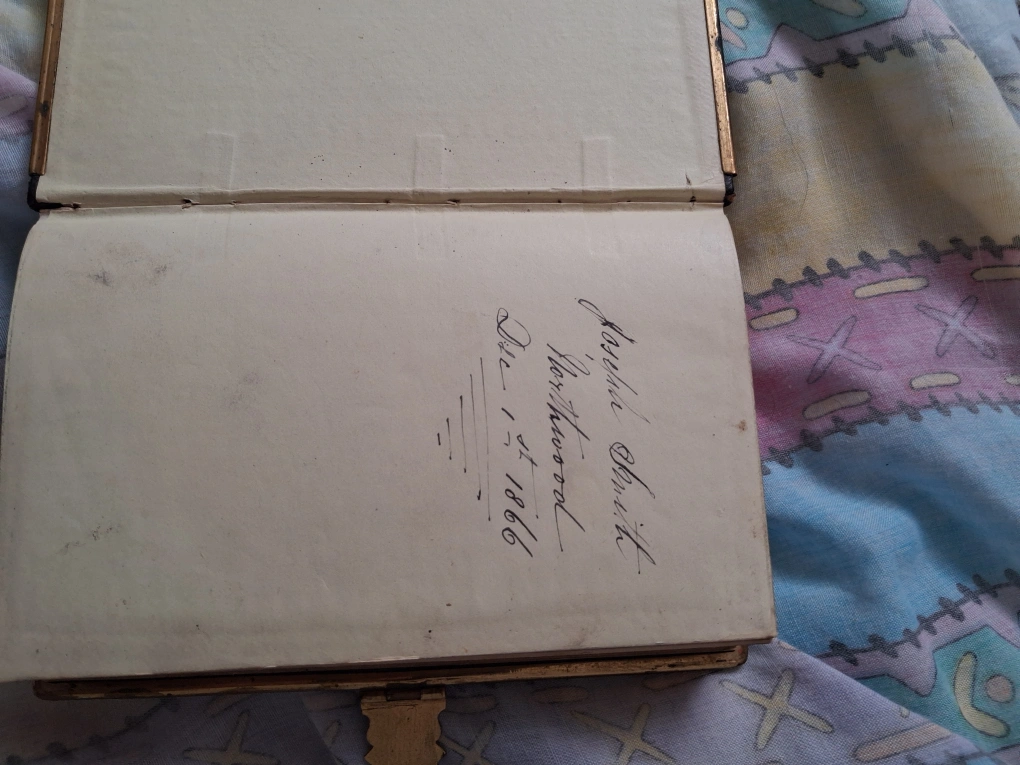 Joseph Smith
Northwood
Dec 1st 1866